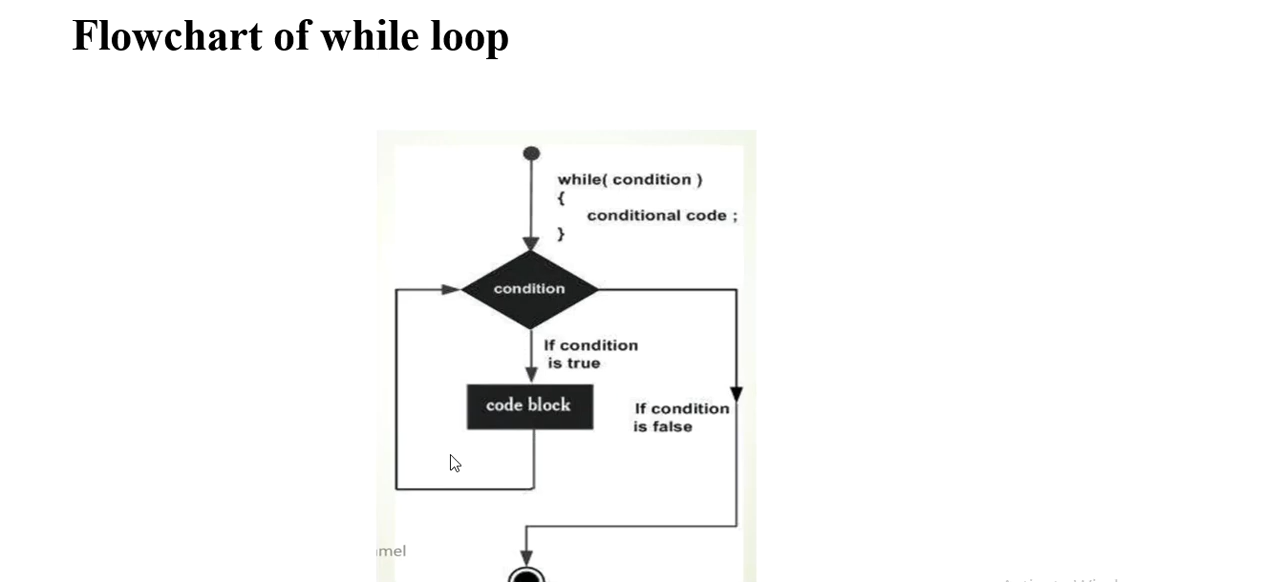 Flowchart of while loop
while( condition )
{
conditional code ;
}
condition
If condition
is true
code block
If condition
is false
mel